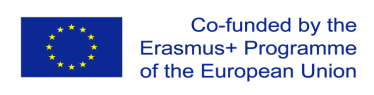 Co-funded by the
Erasmus+ Programme
of the European Union